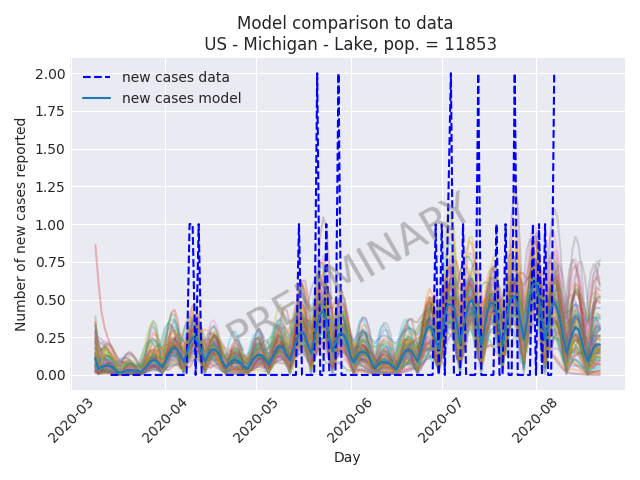 Model comparison to data
US - Michigan - Lake, pop. = 11853
new cases data
new cases model
PRELIMINARY
Number of new cases reported
2.00
1.75
1.50
1.25
1.00
0.75
0.50
0.25
0.00
2020-03
2020-04
2020-05
2020-06
2020-07
2020-08
Day